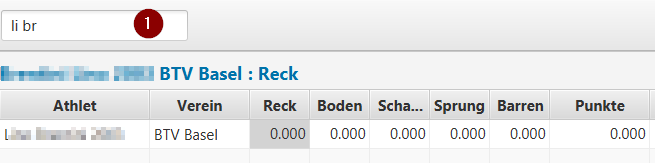 li br
1
BTV Basel : Reck
Athlet Verein Reck Boden Scha... Sprung Barren Punkte
BTV Basel 0.000 0.000 0.000 0.000 0.000 0.000